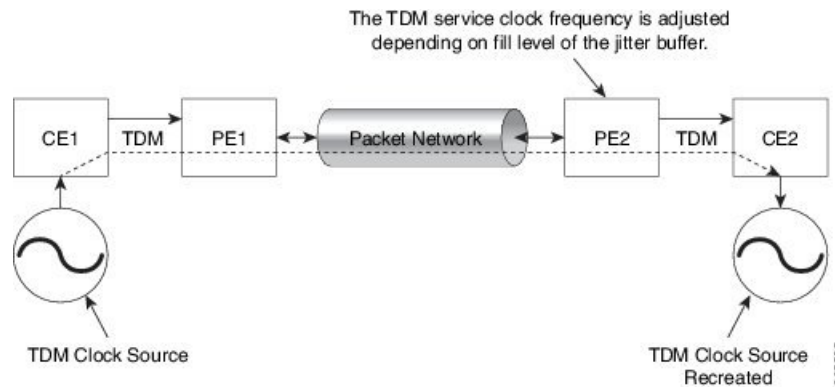 The TDM service clock frequency is adjusted
depending on fill level of the jitter buffer.
CE1
TDM
PE1
Packet Network
PE2
TDM
CE2
TDM Clock Source
TDM Clock Source
Recreated